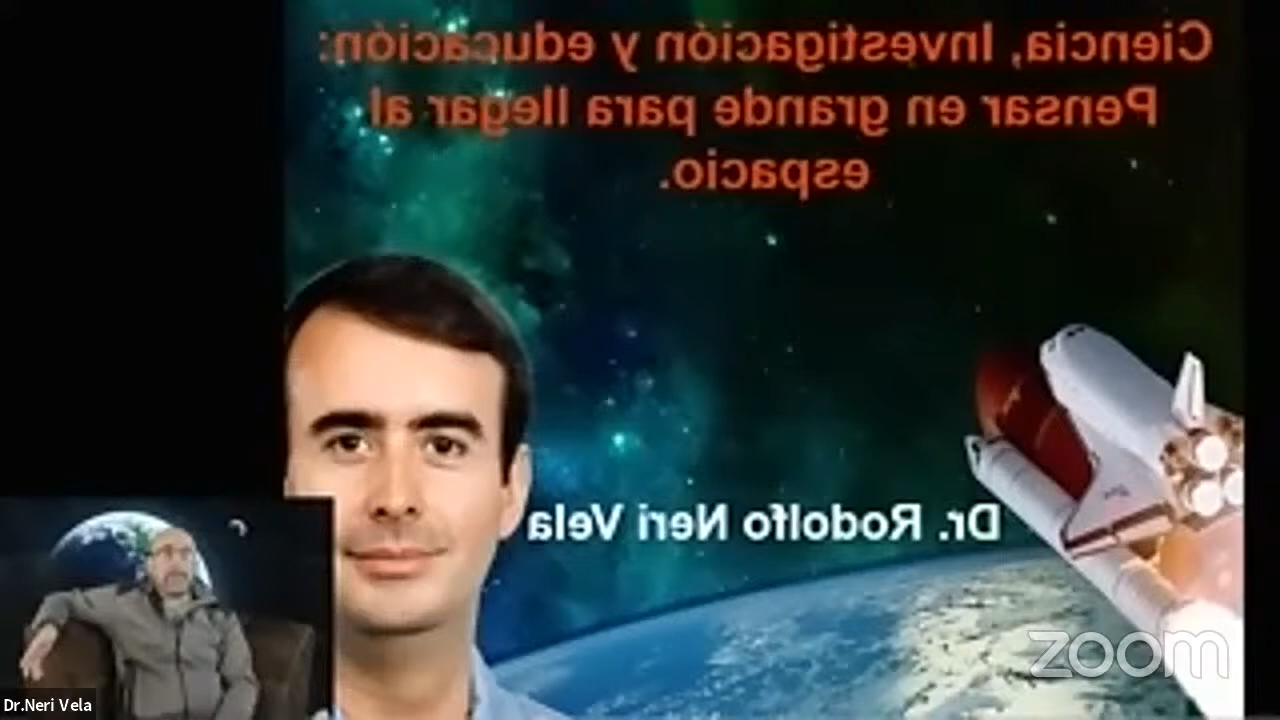 Ciencia, Investigación y educación:
Pensar en grande para llegar al
espacio.
Dr. Rodolfo Neri Vela
Dr.Neri Vela
zoom